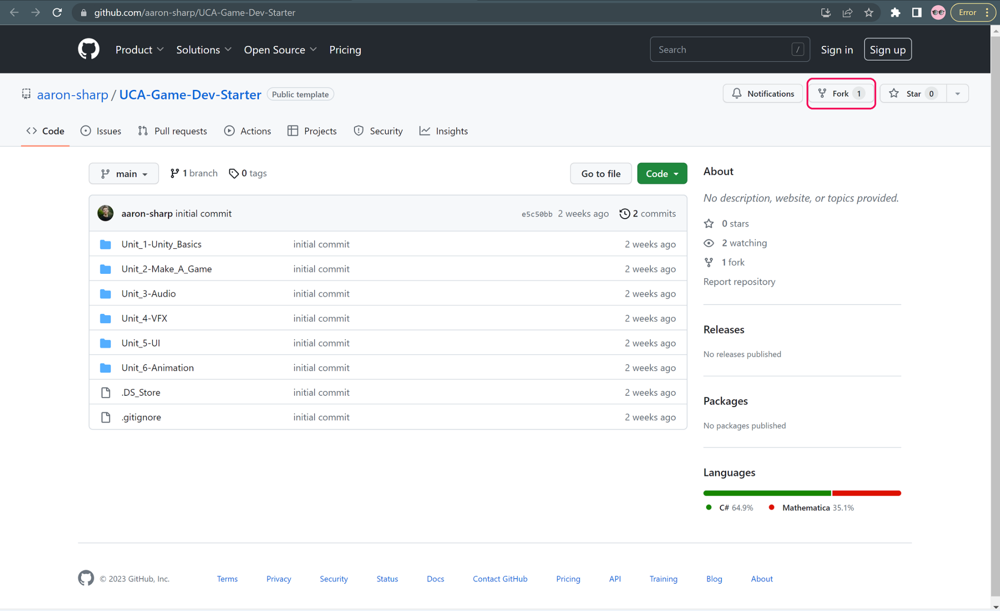 github.com/aaron-sharp/UCA-Game-Dev-Starter Error
Product Solutions Open Source Pricing Search / Sign in Sign up
aaron-sharp / UCA-Game-Dev-Starter Public template Notifications Fork 1 Star 0
Code Issues Pull requests Actions Projects Security Insights
main 1 branch 0 tags Go to file Code
aaron-sharp initial commit e5c50bb 2 weeks ago 2 commits
Unit_1-Unity_Basics initial commit 2 weeks ago
Unit_2-Make_A_Game initial commit 2 weeks ago
Unit_3-Audio initial commit 2 weeks ago
Unit_4-VFX initial commit 2 weeks ago
Unit_5-UI initial commit 2 weeks ago
Unit_6-Animation initial commit 2 weeks ago
.DS_Store initial commit 2 weeks ago
.gitignore initial commit 2 weeks ago
About
No description, website, or topics provided.
0 stars
2 watching
1 fork
Report repository
Releases
No releases published
Packages
No packages published
Languages
C# 64.9% Mathematica 35.1%
© 2023 GitHub, Inc. Terms Privacy Security Status Docs Contact GitHub Pricing API Training Blog About